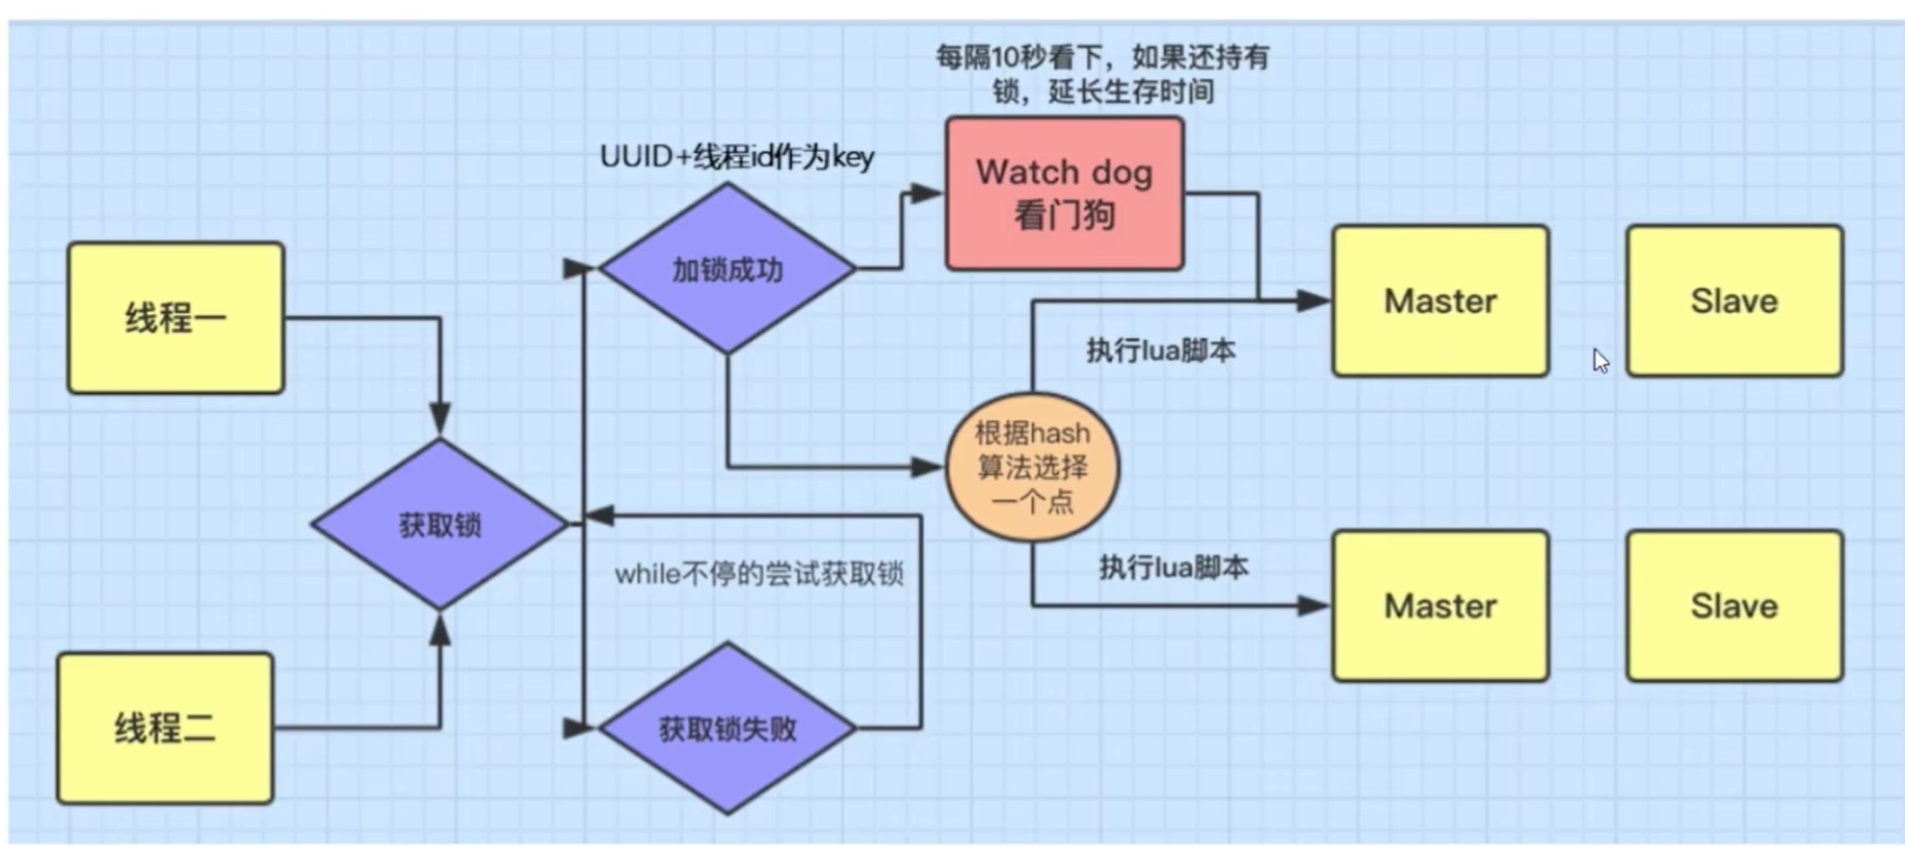 每隔10秒看下，如果还持有
锁，延长生存时间
UUID+线程id作为key
Watch dog
看门狗
加锁成功
线程一
Master
Slave
执行lua脚本
根据hash
算法选择
一个点
获取锁
while不停的尝试获取锁
执行lua脚本
Master
Slave
线程二
获取锁失败